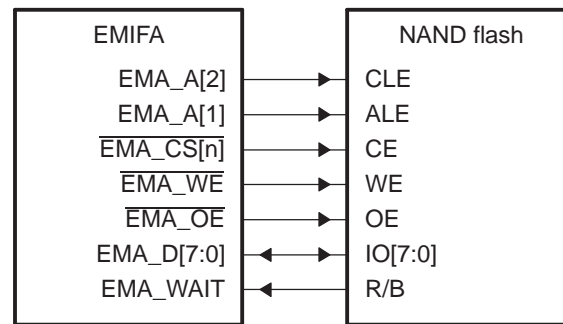 EMIFA
NAND flash
EMA_A[2]
CLE
EMA_A[1]
ALE
EMA_CS[n]
CE
EMA_WE
WE
EMA_OE
OE
EMA_D[7:0]
IO[7:0]
EMA_WAIT
R/B